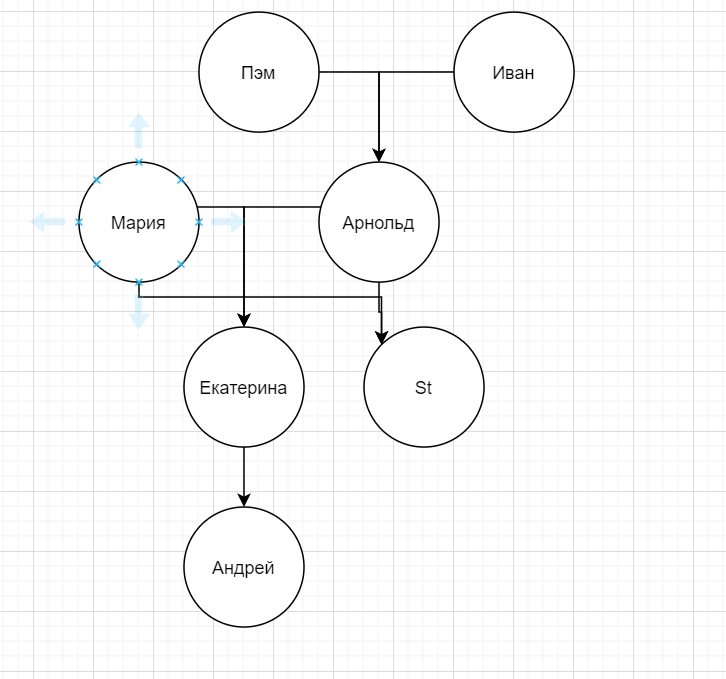 Пэм
Иван
Мария
Арнольд
Екатерина
St
Андрей